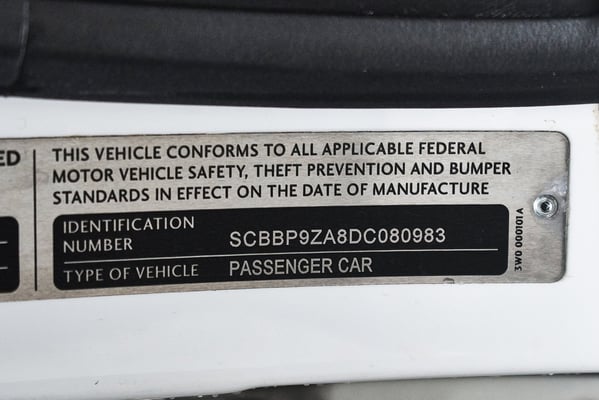 ED
THIS VEHICLE CONFORMS TO ALL APPLICABLE FEDERAL
MOTOR VEHICLE SAFETY, THEFT PREVENTION AND BUMPER
STANDARDS IN EFFECT ON THE DATE OF MANUFACTURE
IDENTIFICATION
NUMBER SCBBP9ZA8DC080983
TYPE OF VEHICLE PASSENGER CAR
3W0 000101A